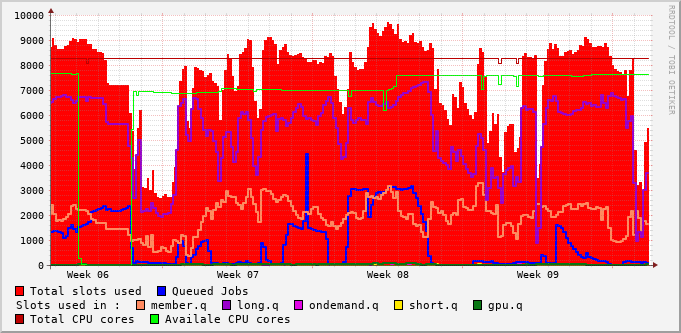 10000
9000
8000
7000
6000
5000
4000
3000
2000
1000
0
Week 06 Week 07 Week 08 Week 09
Total slots used Queued Jobs
Slots used in : member.q long.q ondemand.q short.q gpu.q
Total CPU cores Availale CPU cores
RRDTOOL / TOBI OETIKER